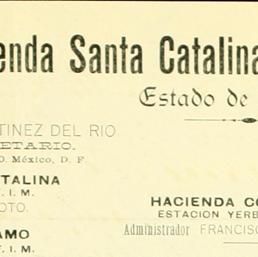 enda Santa Catalina
Estado de
TINEZ DEL RIO
ETARIO.
O. México, D. F.
TALINA
T. I. M.
OTO.
AMO
T. I. M.
HACIENDA CO
ESTACION YERB
Administrador FRANCISC